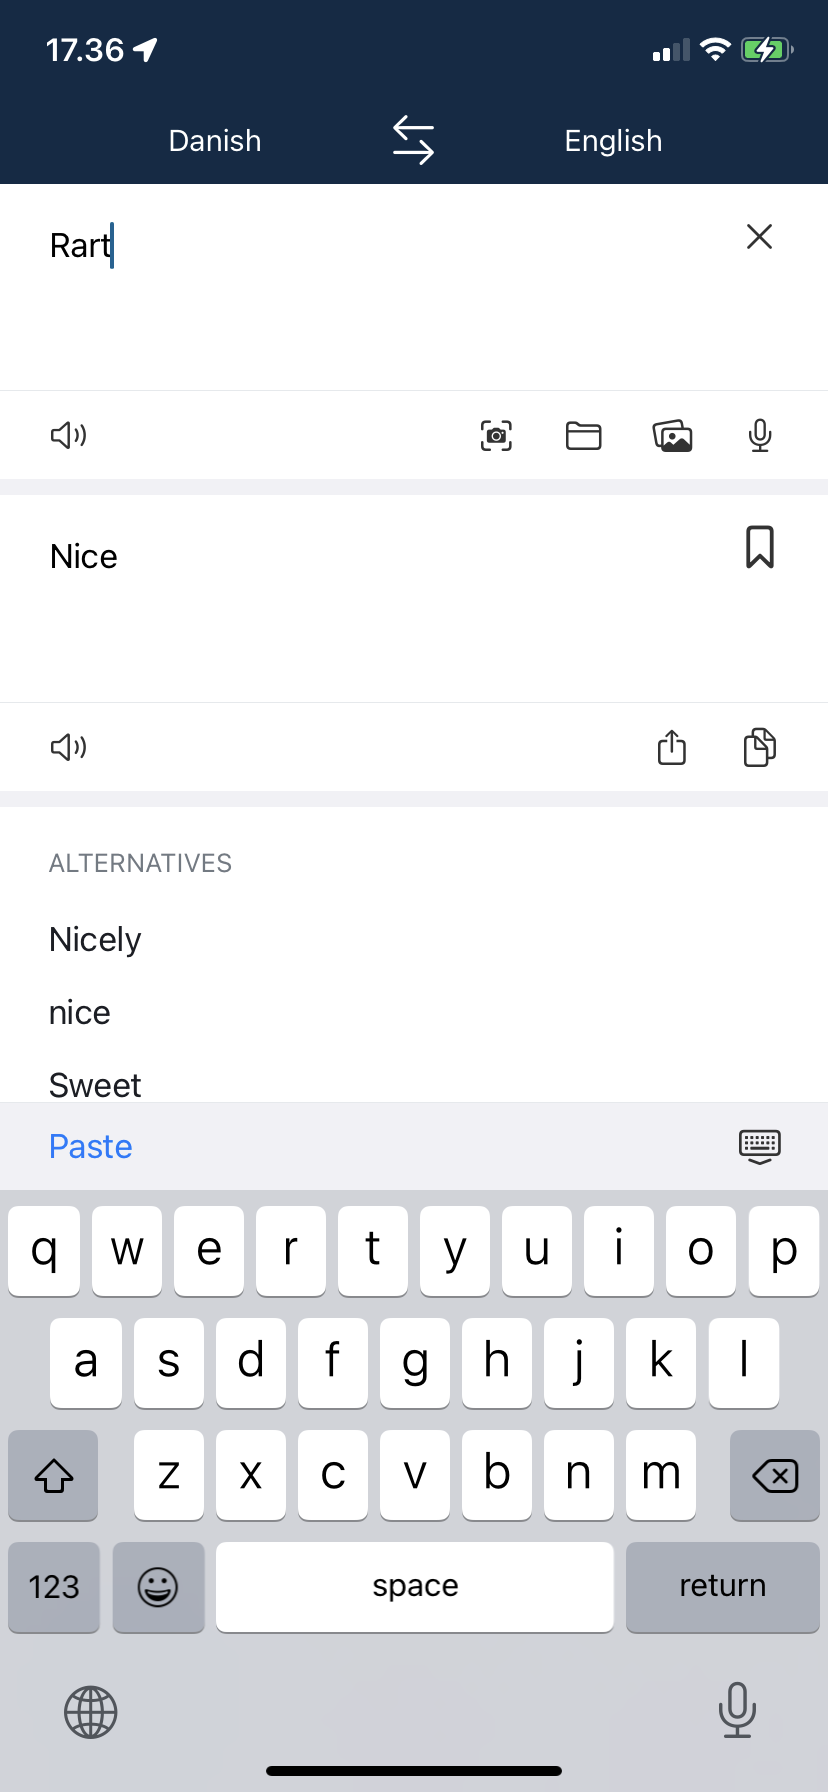 17.36
Danish English
Rart
Nice
ALTERNATIVES
Nicely
nice
Sweet
Paste
q w e r t y u i o p
a s d f g h j k l
z x c v b n m
123 space return